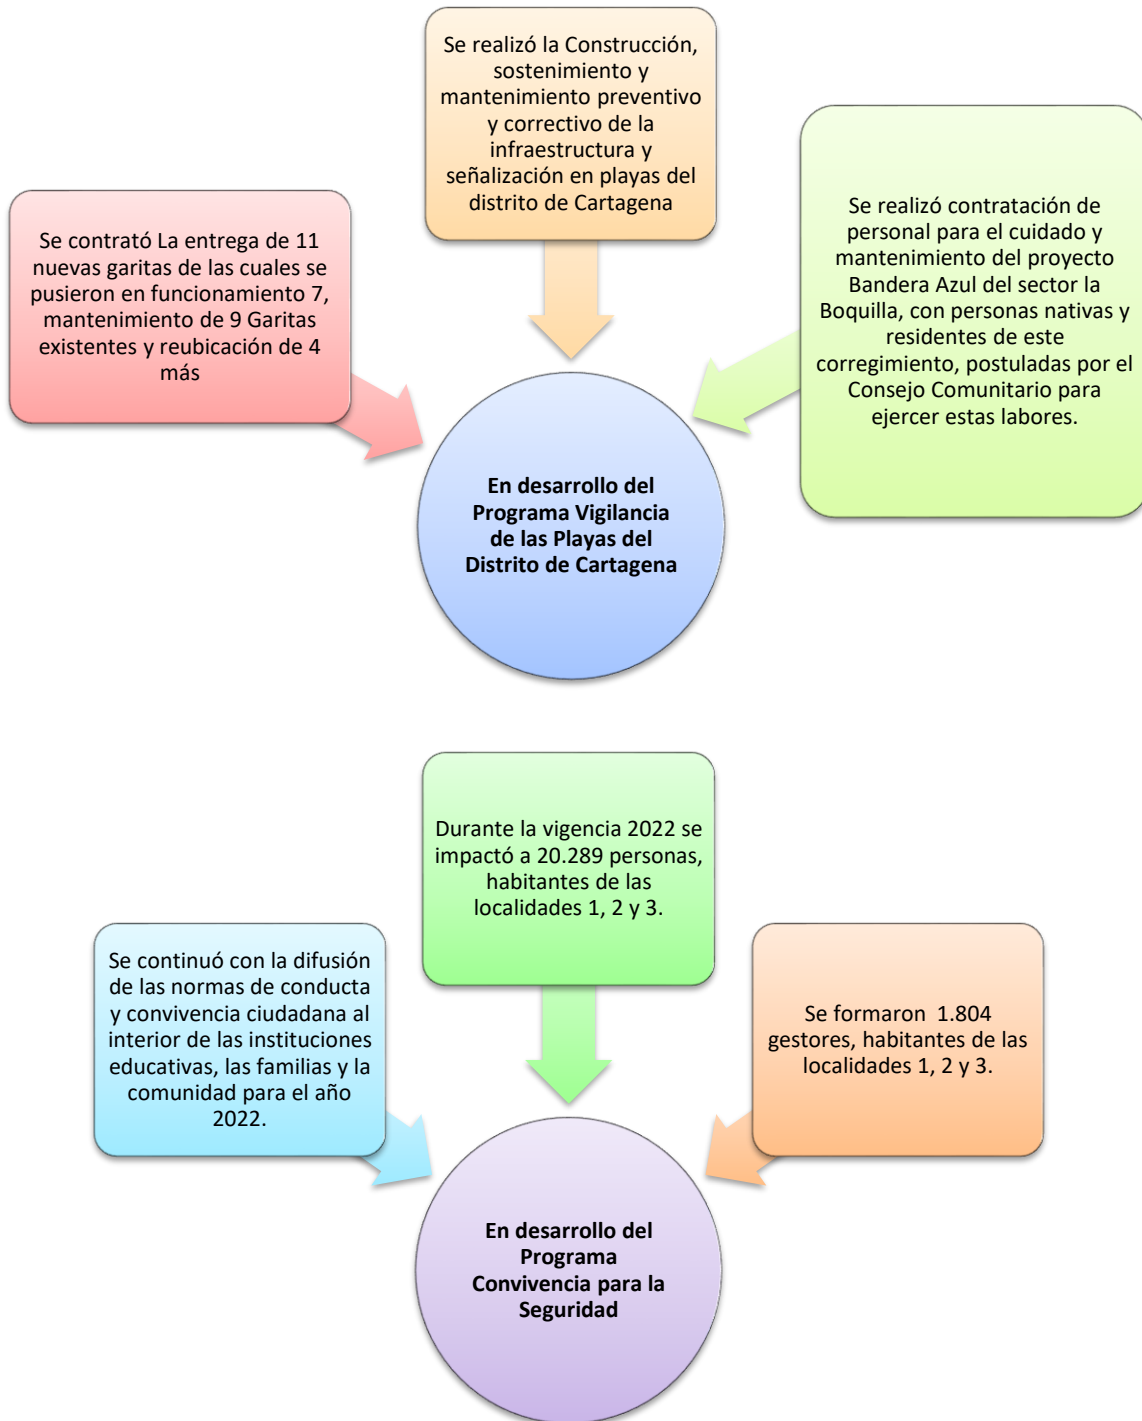 Se realizó la Construcción,
sostenimiento y
mantenimiento preventivo
y correctivo de la
infraestructura y
señalización en playas del
distrito de Cartagena
Se contrató La entrega de 11
nuevas garitas de las cuales se
pusieron en funcionamiento 7,
mantenimiento de 9 Garitas
existentes y reubicación de 4
más
Se realizó contratación de
personal para el cuidado y
mantenimiento del proyecto
Bandera Azul del sector la
Boquilla, con personas nativas y
residentes de este
corregimiento, postuladas por el
Consejo Comunitario para
ejercer estas labores.
En desarrollo del
Programa Vigilancia
de las Playas del
Distrito de Cartagena
Durante la vigencia 2022 se
impactó a 20.289 personas,
habitantes de las
localidades 1, 2 y 3.
Se continuó con la difusión
de las normas de conducta
y convivencia ciudadana al
interior de las instituciones
educativas, las familias y la
comunidad para el año
2022.
Se formaron 1.804
gestores, habitantes de las
localidades 1, 2 y 3.
En desarrollo del
Programa
Convivencia para la
Seguridad